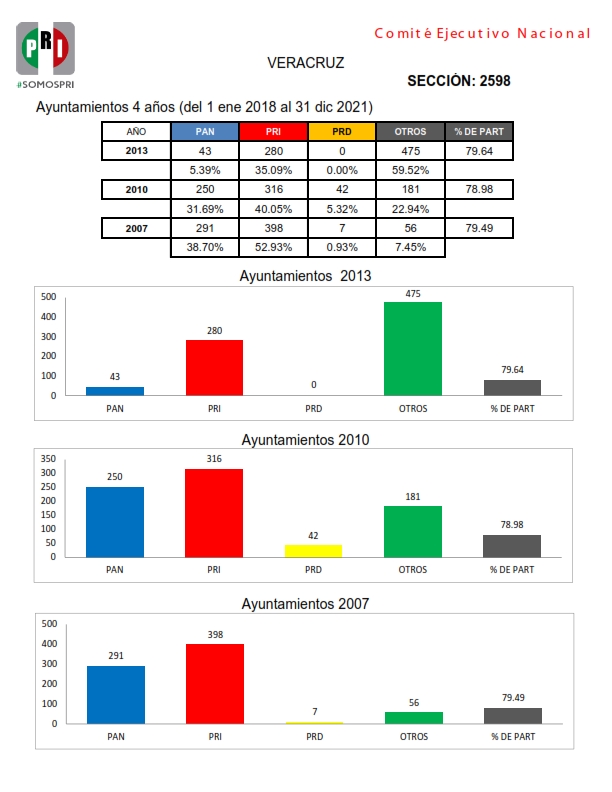 PRI
Comité Ejecutivo Nacional
#SOMOSPRI
VERACRUZ
SECCIÓN: 2598
Ayuntamientos 4 años (del 1 ene 2018 al 31 dic 2021)
AÑO PAN PRI PRD OTROS % DE PART
2013 43 280 0 475 79.64
5.39% 35.09% 0.00% 59.52%
2010 250 316 42 181 78.98
31.69% 40.05% 5.32% 22.94%
2007 291 398 7 56 79.49
38.70% 52.93% 0.93% 7.45%
Ayuntamientos 2013
500
400
300
200
100
0
43 280 0 475 79.64
PAN PRI PRD OTROS % DE PART
Ayuntamientos 2010
350
300
250
200
150
100
50
0
250 316 42 181 78.98
PAN PRI PRD OTROS % DE PART
Ayuntamientos 2007
500
400
300
200
100
0
291 398 7 56 79.49
PAN PRI PRD OTROS % DE PART